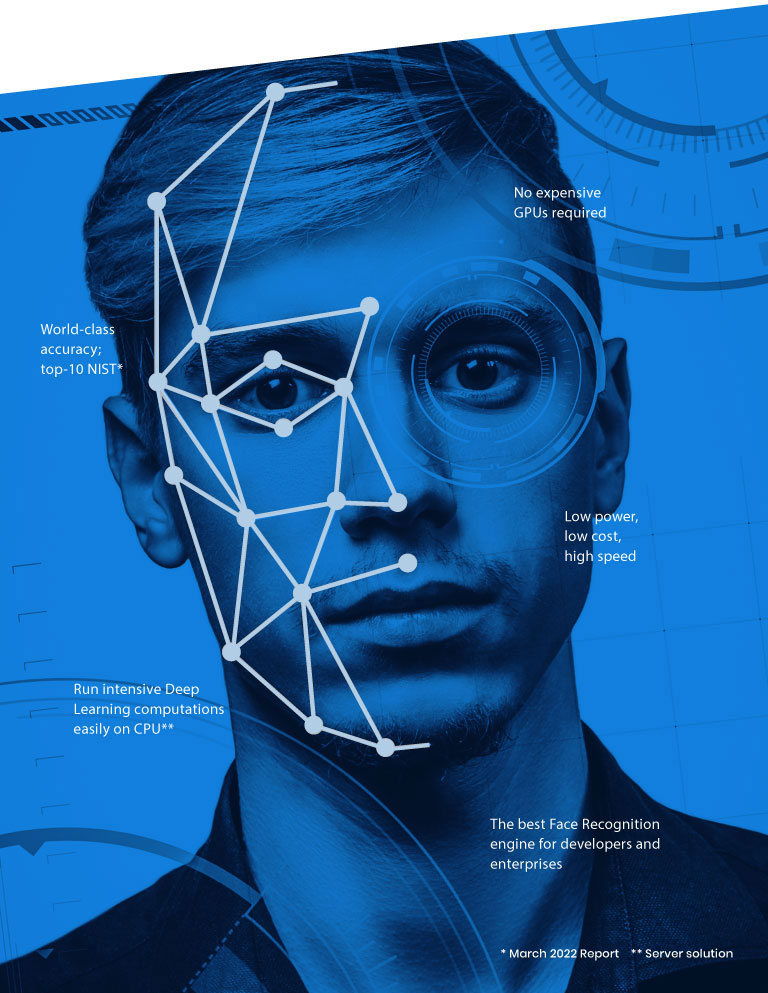 No expensive
GPUs required
World-class
accuracy;
top-10 NIST*
Low power,
low cost,
high speed
Run intensive Deep
Learning computations
easily on CPU**
The best Face Recognition
engine for developers and
enterprises
* March 2022 Report ** Server solution